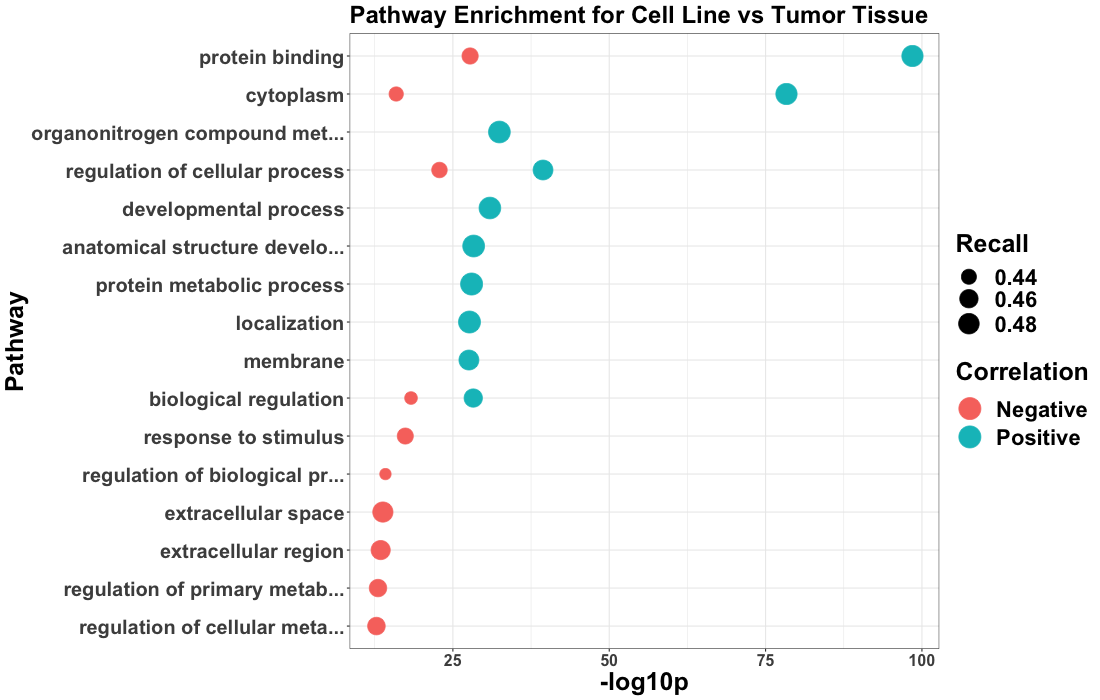 Pathway Enrichment for Cell Line vs Tumor Tissue
Pathway
protein binding
cytoplasm
organonitrogen compound met...
regulation of cellular process
developmental process
anatomical structure develo...
protein metabolic process
localization
membrane
biological regulation
response to stimulus
regulation of biological pr...
extracellular space
extracellular region
regulation of primary metab...
regulation of cellular meta...
25 50 75 100
-log10p
Recall
0.44
0.46
0.48
Correlation
Negative
Positive